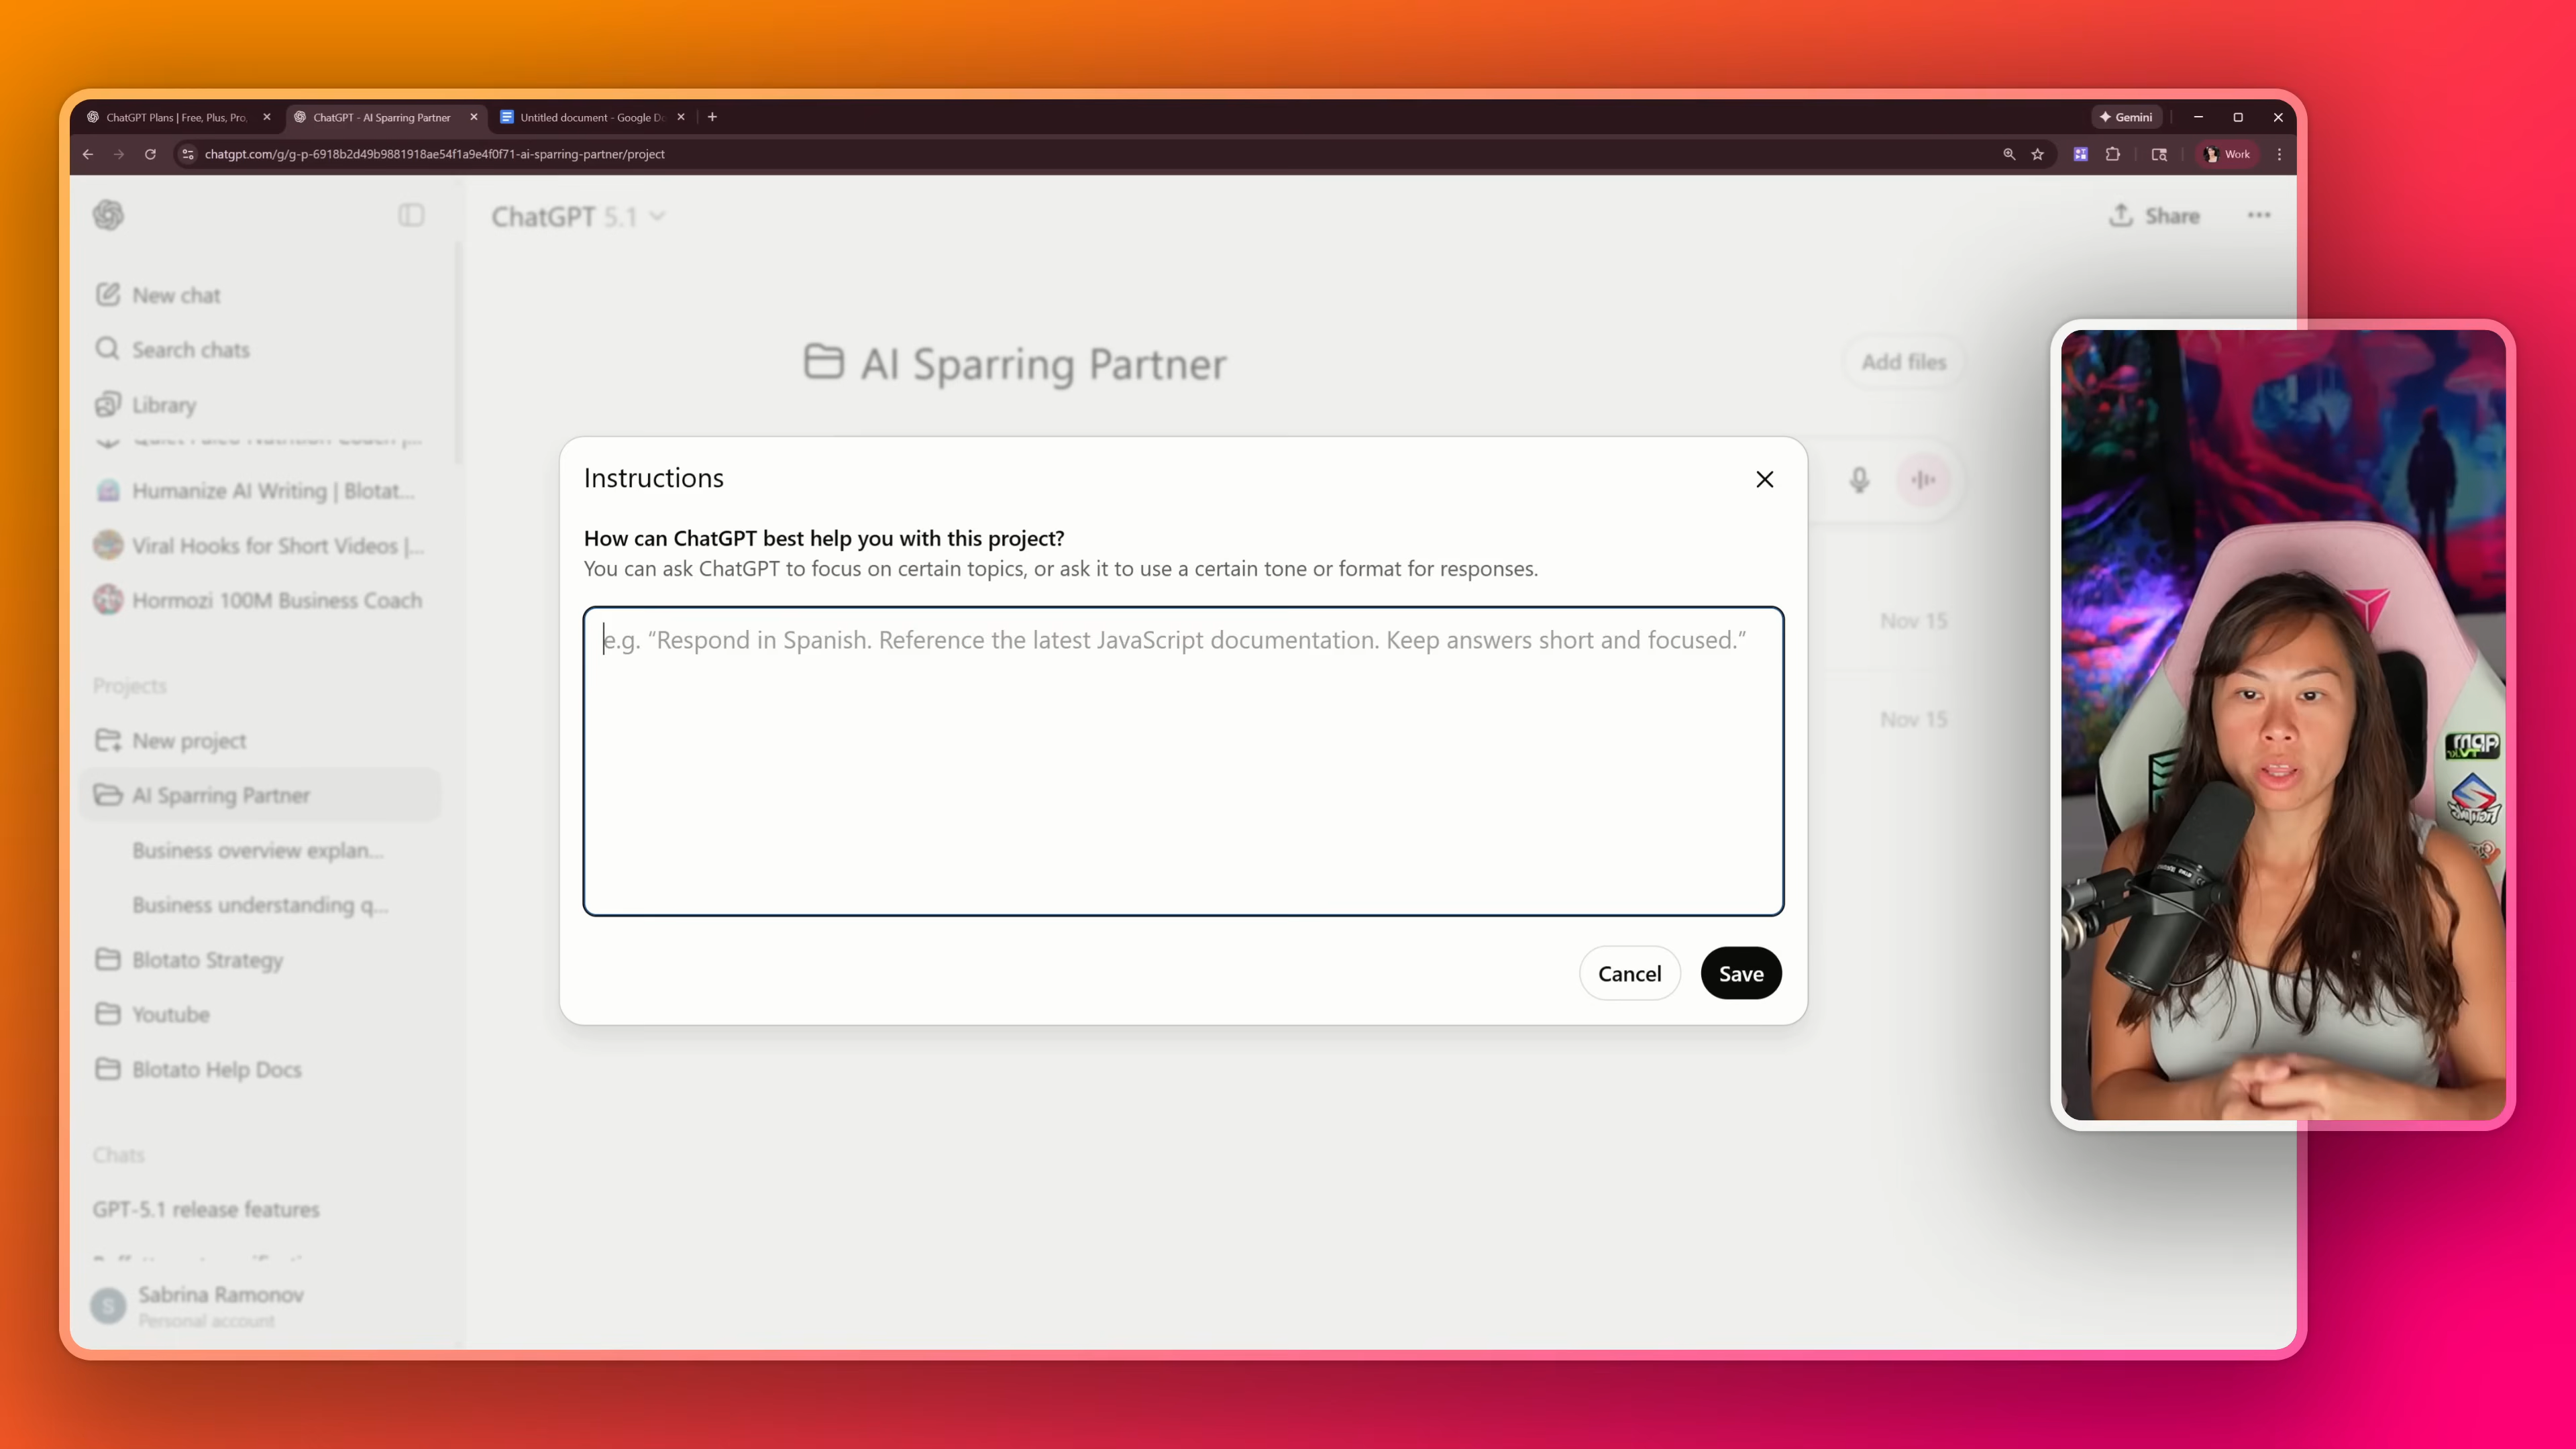 ChatGPT Plans | Free, Plus, Pro,
ChatGPT - AI Sparring Partner
Untitled document - Google Do
Gemini
chatgpt.com/g/g-p-6918b2d49b9881918ae54f1a9e4f0f71-ai-sparring-partner/project
Work
ChatGPT 5.1
Share
New chat
Search chats
Library
Humanize AI Writing | Blotat...
Viral Hooks for Short Videos |...
Hormozi 100M Business Coach
Projects
New project
AI Sparring Partner
Business overview explan...
Business understanding q...
Blotato Strategy
Youtube
Blotato Help Docs
Chats
GPT-5.1 release features
S
Sabrina Ramonov
Personal account
AI Sparring Partner
Add files
Nov 15
Nov 15
Instructions
How can ChatGPT best help you with this project?
You can ask ChatGPT to focus on certain topics, or ask it to use a certain tone or format for responses.
e.g. “Respond in Spanish. Reference the latest JavaScript documentation. Keep answers short and focused.”
Cancel
Save